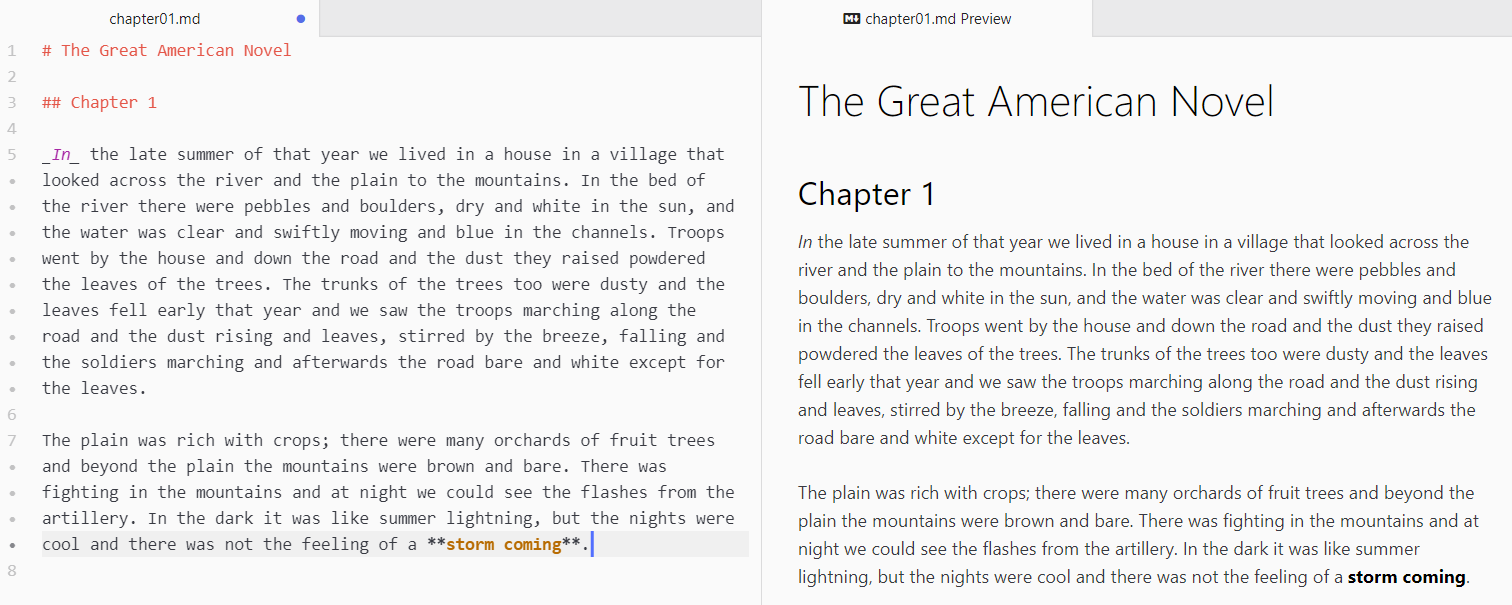 chapter01.md
1 # The Great American Novel
2
3 ## Chapter 1
4
5 _In_ the late summer of that year we lived in a house in a village that
looked across the river and the plain to the mountains. In the bed of
the river there were pebbles and boulders, dry and white in the sun, and
the water was clear and swiftly moving and blue in the channels. Troops
went by the house and down the road and the dust they raised powdered
the leaves of the trees. The trunks of the trees too were dusty and the
leaves fell early that year and we saw the troops marching along the
road and the dust rising and leaves, stirred by the breeze, falling and
the soldiers marching and afterwards the road bare and white except for
the leaves.
6
7 The plain was rich with crops; there were many orchards of fruit trees
and beyond the plain the mountains were brown and bare. There was
fighting in the mountains and at night we could see the flashes from the
artillery. In the dark it was like summer lightning, but the nights were
cool and there was not the feeling of a **storm coming**.
8
M↓ chapter01.md Preview
The Great American Novel
Chapter 1
In the late summer of that year we lived in a house in a village that looked across the
river and the plain to the mountains. In the bed of the river there were pebbles and
boulders, dry and white in the sun, and the water was clear and swiftly moving and blue
in the channels. Troops went by the house and down the road and the dust they raised
powdered the leaves of the trees. The trunks of the trees too were dusty and the leaves
fell early that year and we saw the troops marching along the road and the dust rising
and leaves, stirred by the breeze, falling and the soldiers marching and afterwards the
road bare and white except for the leaves.
The plain was rich with crops; there were many orchards of fruit trees and beyond the
plain the mountains were brown and bare. There was fighting in the mountains and at
night we could see the flashes from the artillery. In the dark it was like summer
lightning, but the nights were cool and there was not the feeling of a storm coming.